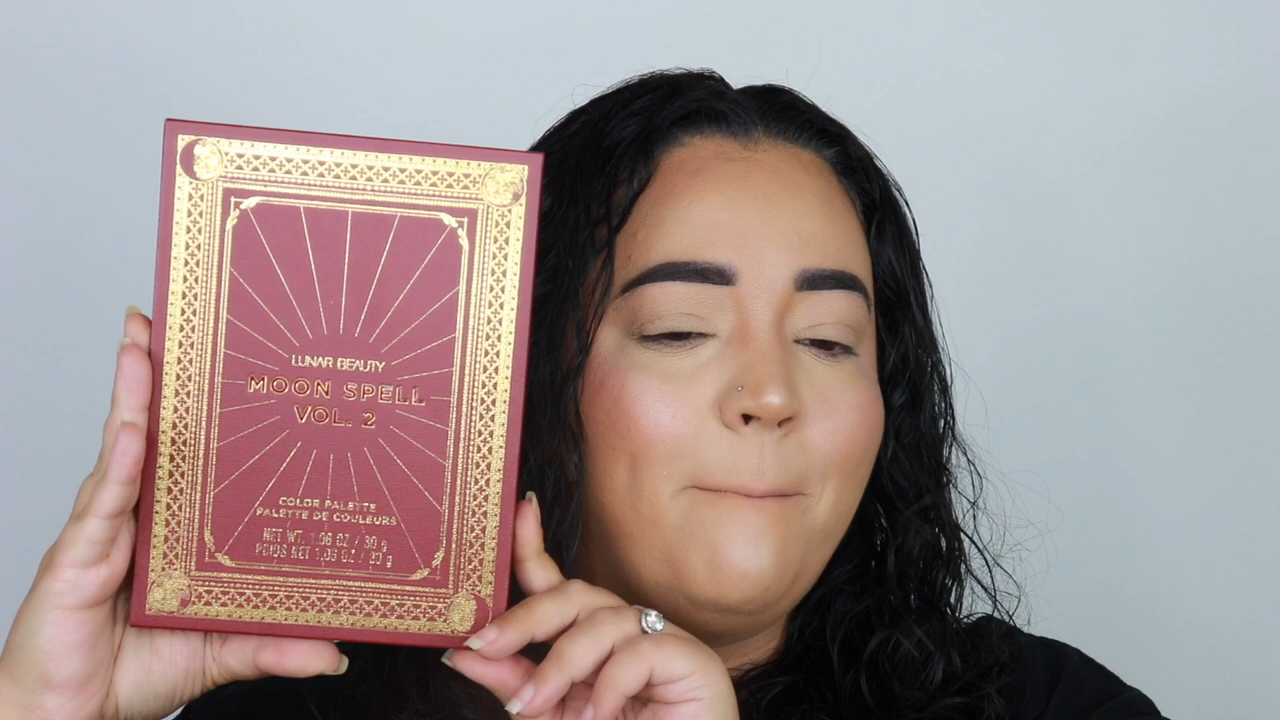 LUNAR BEAUTY
MOON SPELL
VOL. 2
COLOR PALETTE
PALETTE DE COULEURS
NET WT. 1.06 OZ / 30 g
POIDS NET 1.06 OZ / 30 g